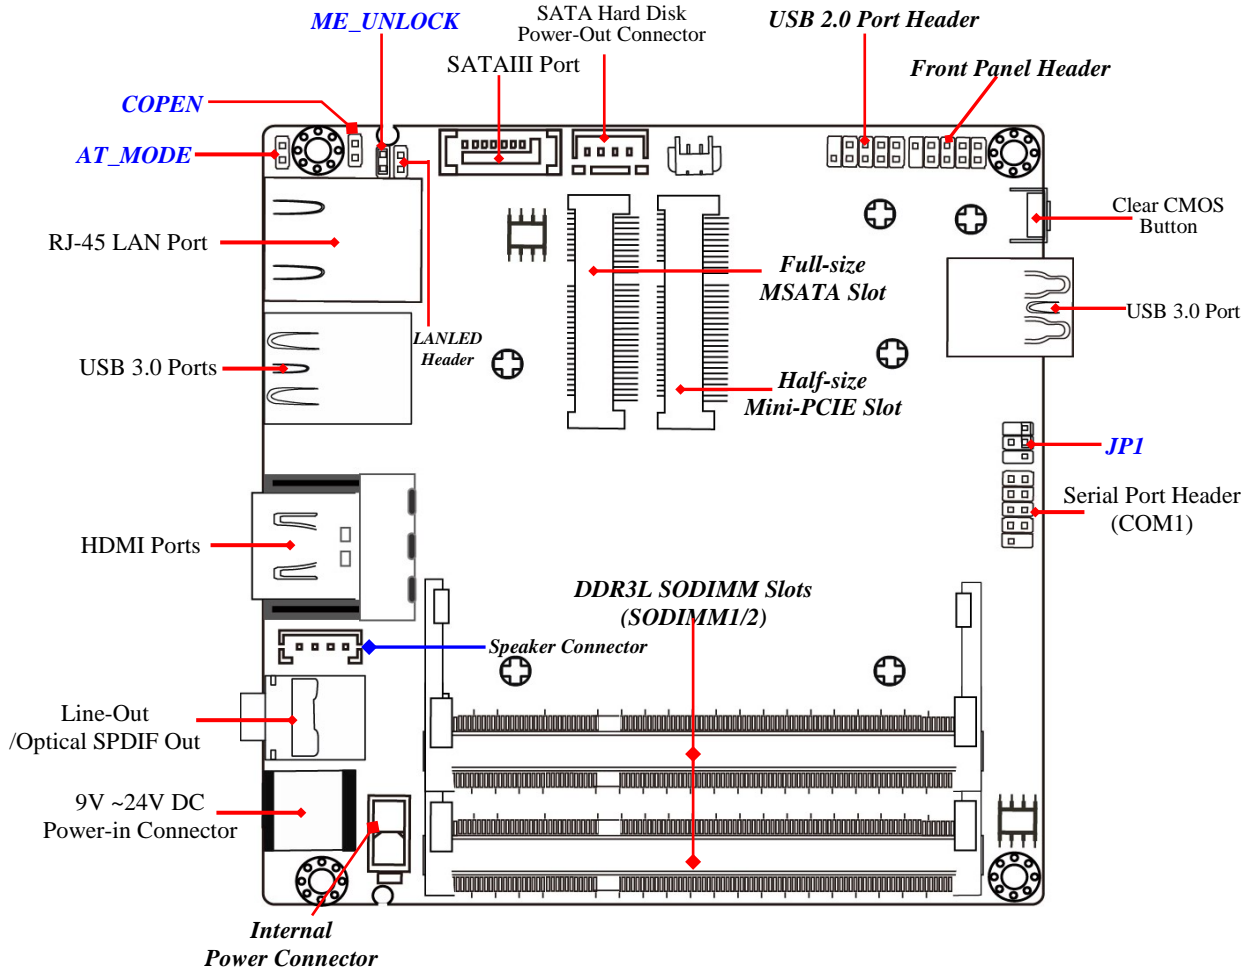 ME_UNLOCK
SATA Hard Disk
Power-Out Connector
USB 2.0 Port Header
SATAIII Port
Front Panel Header
COPEN
AT_MODE
Clear CMOS
Button
RJ-45 LAN Port
Full-size
MSATA Slot
USB 3.0 Port
LANLED
Header
USB 3.0 Ports
Half-size
Mini-PCIE Slot
JP1
Serial Port Header
(COM1)
HDMI Ports
DDR3L SODIMM Slots
(SODIMM1/2)
Speaker Connector
Line-Out
/Optical SPDIF Out
9V ~24V DC
Power-in Connector
Internal
Power Connector